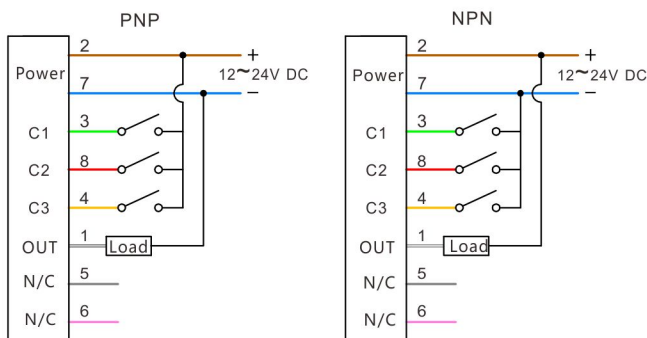 PNP
2
+
Power
12~24V DC
7
−
3
C1
8
C2
4
C3
1
OUT
Load
5
N/C
6
N/C
NPN
2
+
Power
12~24V DC
7
−
3
C1
8
C2
4
C3
1
OUT
Load
5
N/C
6
N/C